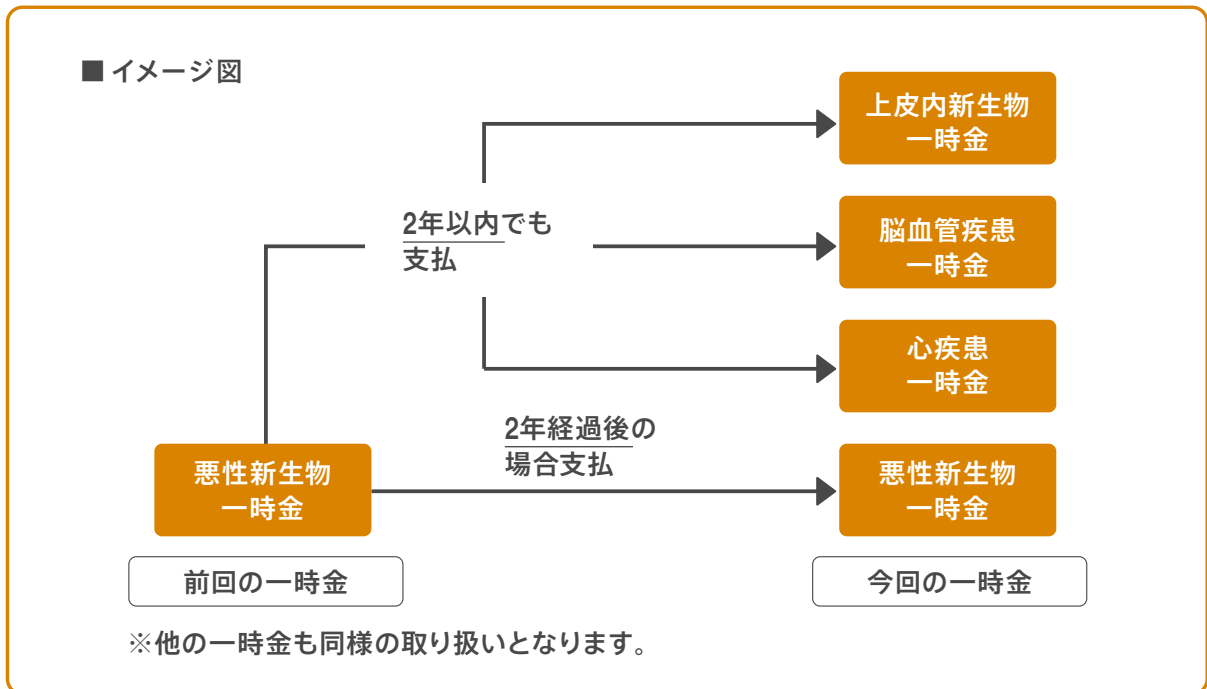 ■ イメージ図
上皮内新生物
一時金
2年以内でも
支払
脳血管疾患
一時金
心疾患
一時金
2年経過後の
場合支払
悪性新生物
一時金
悪性新生物
一時金
前回の一時金
今回の一時金
※他の一時金も同様の取り扱いとなります。